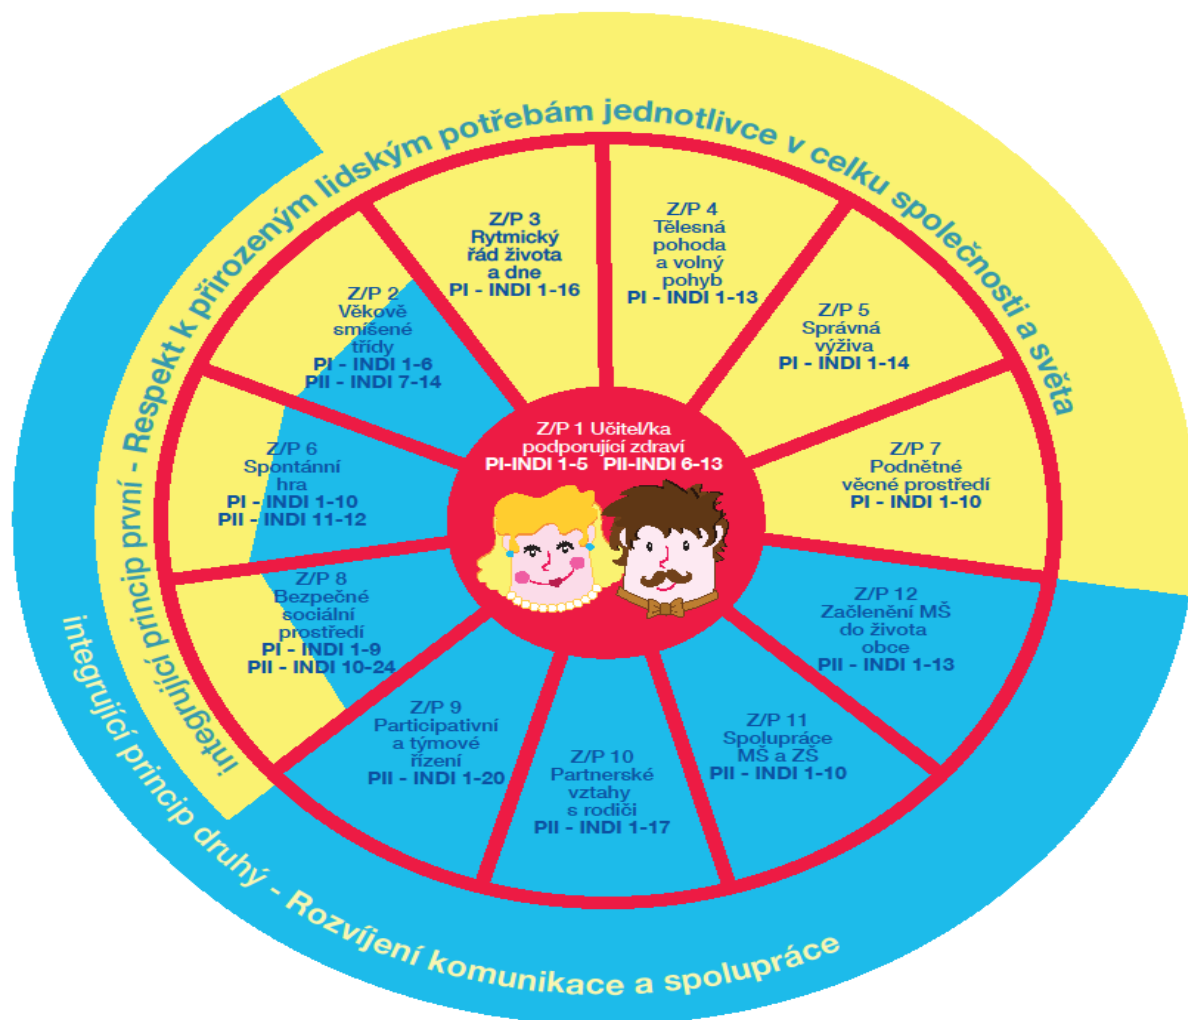 integrující princip první - Respekt k přirozeným lidským potřebám jednotlivce v celku společnosti a světa
Z/P 3
Rytmický
řád života
a dne
PI - INDI 1-16
Z/P 4
Tělesná
pohoda
a volný
pohyb
PI - INDI 1-13
Z/P 2
Věkově
smíšené
třídy
PI - INDI 1-6
PII - INDI 7-14
Z/P 5
Správná
výživa
PI - INDI 1-14
Z/P 1 Učitel/ka
podporující zdraví
PI-INDI 1-5 PII-INDI 6-13
Z/P 6
Spontánní
hra
PI - INDI 1-10
PII - INDI 11-12
Z/P 7
Podnětné
věcné prostředí
PI - INDI 1-10
Z/P 8
Bezpečné
sociální
prostředí
PI - INDI 1-9
PII - INDI 10-24
Z/P 12
Začlenění MŠ
do života
obce
PII - INDI 1-13
Z/P 9
Participativní
a týmové
řízení
PII - INDI 1-20
Z/P 10
Partnerské
vztahy
s rodiči
PII - INDI 1-17
Z/P 11
Spolupráce
MŠ a ZŠ
PII - INDI 1-10
integrující princip druhý - Rozvíjení komunikace a spolupráce